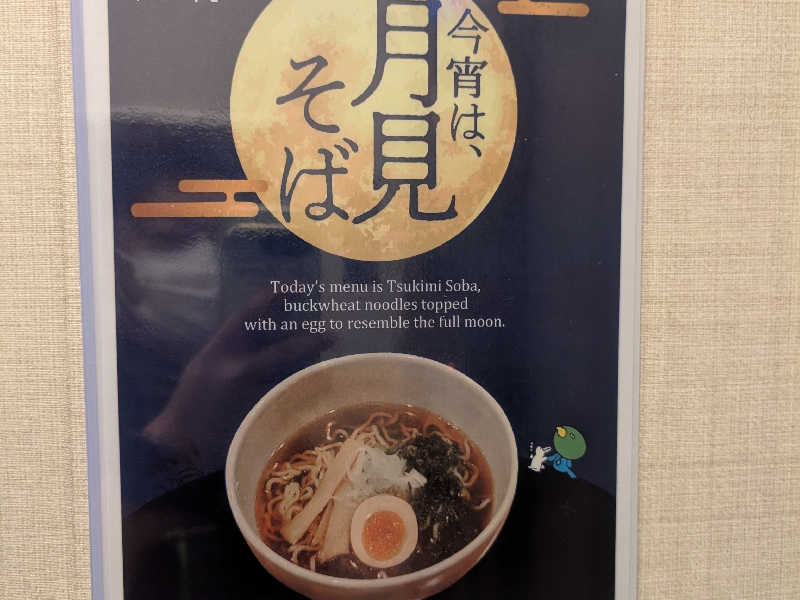 今宵は、
月見
そば
Today's menu is Tsukimi Soba,
buckwheat noodles topped
with an egg to resemble the full moon.